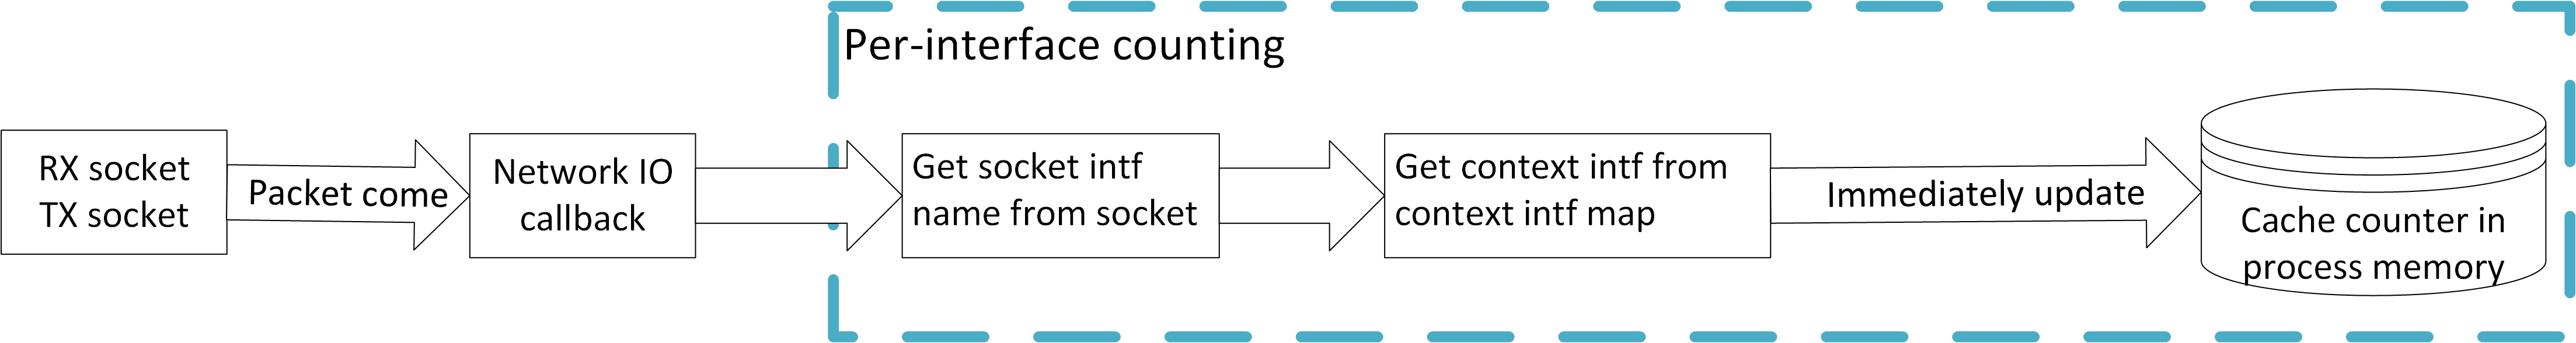 Per-interface counting
RX socket
TX socket
Packet come
Network IO
callback
Get socket intf
name from socket
Get context intf from
context intf map
Immediately update
Cache counter in
process memory